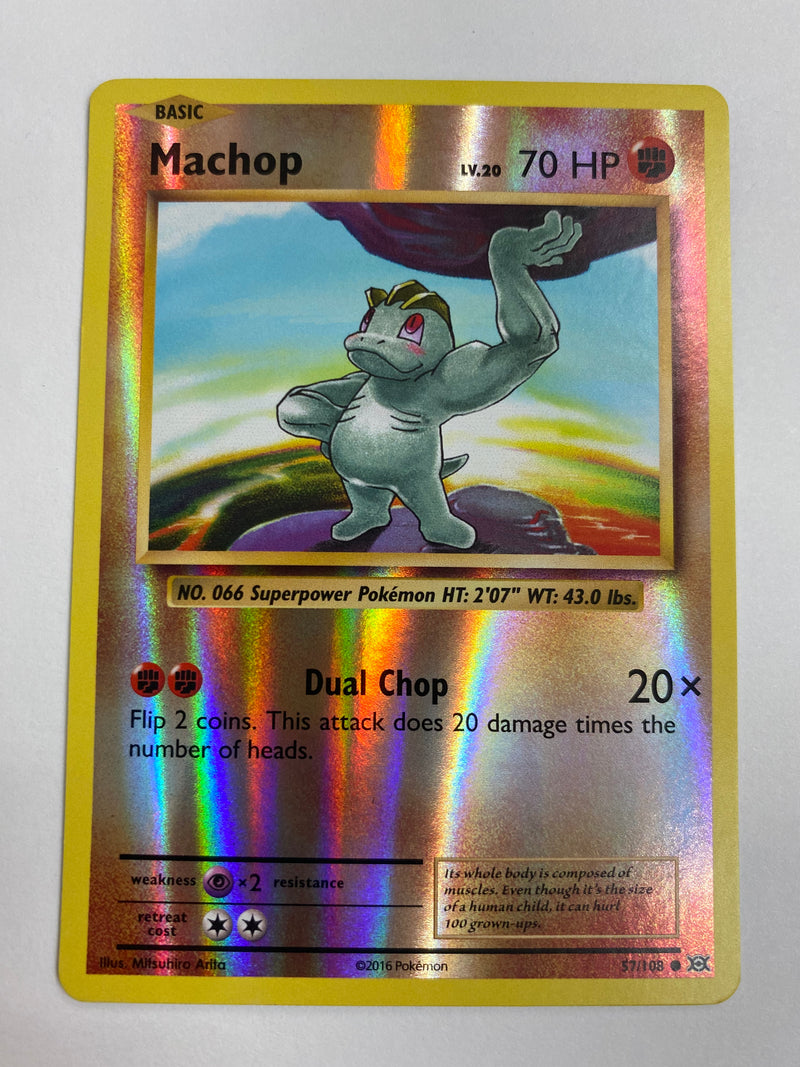 BASIC
Machop LV.20 70 HP
NO. 066 Superpower Pokémon HT: 2'07" WT: 43.0 lbs.
Dual Chop 20×
Flip 2 coins. This attack does 20 damage times the
number of heads.
weakness ×2 resistance
retreat
cost
Its whole body is composed of
muscles. Even though it's the size
of a human child, it can hurl
100 grown-ups.
Illus. Mitsuhiro Arita ©2016 Pokémon 57/108